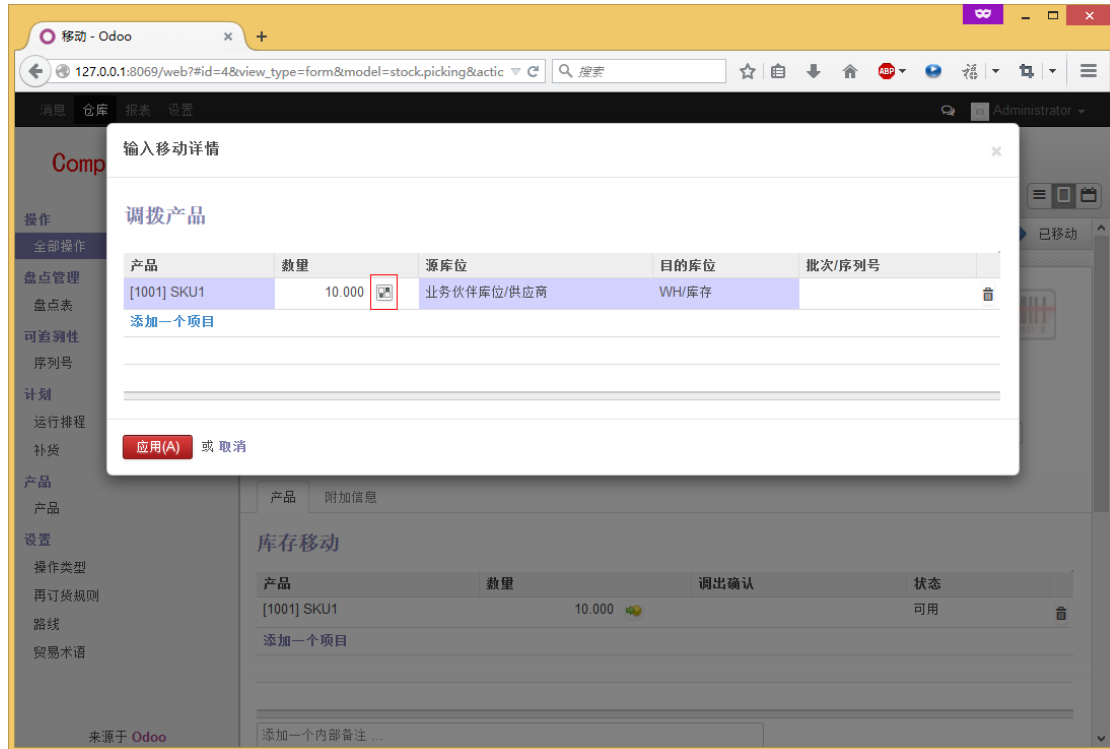 移动 - Odoo
127.0.0.1:8069/web?#id=4&view_type=form&model=stock.picking&actic
搜索
ABP
福
消息 仓库 报表 设置
Administrator
Comp
输入移动详情
调拨产品
产品 数量 源库位 目的库位 批次/序列号
[1001] SKU1 10.000 业务伙伴库位/供应商 WH/库存
添加一个项目
应用(A) 或 取消
已移动
操作
全部操作
盘点管理
盘点表
可追溯性
序列号
计划
运行排程
补货
产品
产品
设置
操作类型
再订货规则
路线
贸易术语
来源于 Odoo
产品 附加信息
库存移动
产品 数量 调出确认 状态
[1001] SKU1 10.000 可用
添加一个项目
添加一个内部备注 ...